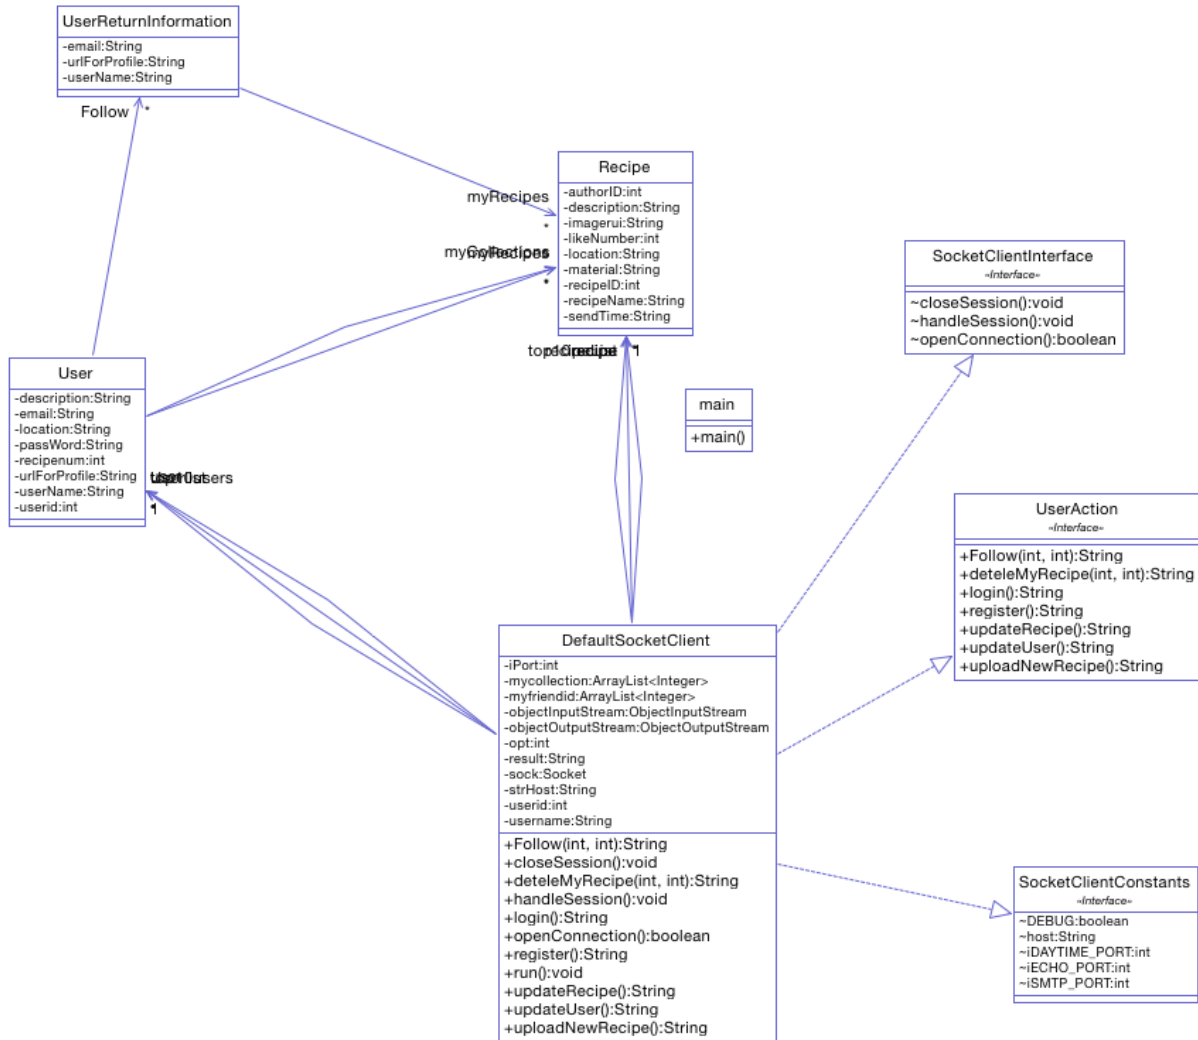 UserReturnInformation
-email:String
-urlForProfile:String
-userName:String
Follow
*
Recipe
-authorID:int
-description:String
-imagerui:String
-likeNumber:int
-location:String
-material:String
-recipeID:int
-recipeName:String
-sendTime:String
myRecipes
*
myCollections
myRecipes
*
SocketClientInterface
«Interface»
~closeSession():void
~handleSession():void
~openConnection():boolean
User
-description:String
-email:String
-location:String
-passWord:String
-recipenum:int
-urlForProfile:String
-userName:String
-userid:int
*
1
main
+main()
UserAction
«Interface»
+Follow(int, int):String
+deteleMyRecipe(int, int):String
+login():String
+register():String
+updateRecipe():String
+updateUser():String
+uploadNewRecipe():String
DefaultSocketClient
-iPort:int
-mycollection:ArrayList<Integer>
-myfriendid:ArrayList<Integer>
-objectInputStream:ObjectInputStream
-objectOutputStream:ObjectOutputStream
-opt:int
-result:String
-sock:Socket
-strHost:String
-userid:int
-username:String
+Follow(int, int):String
+closeSession():void
+deteleMyRecipe(int, int):String
+handleSession():void
+login():String
+openConnection():boolean
+register():String
+run():void
+updateRecipe():String
+updateUser():String
+uploadNewRecipe():String
SocketClientConstants
«Interface»
~DEBUG:boolean
~host:String
~iDAYTIME_PORT:int
~iECHO_PORT:int
~iSMTP_PORT:int